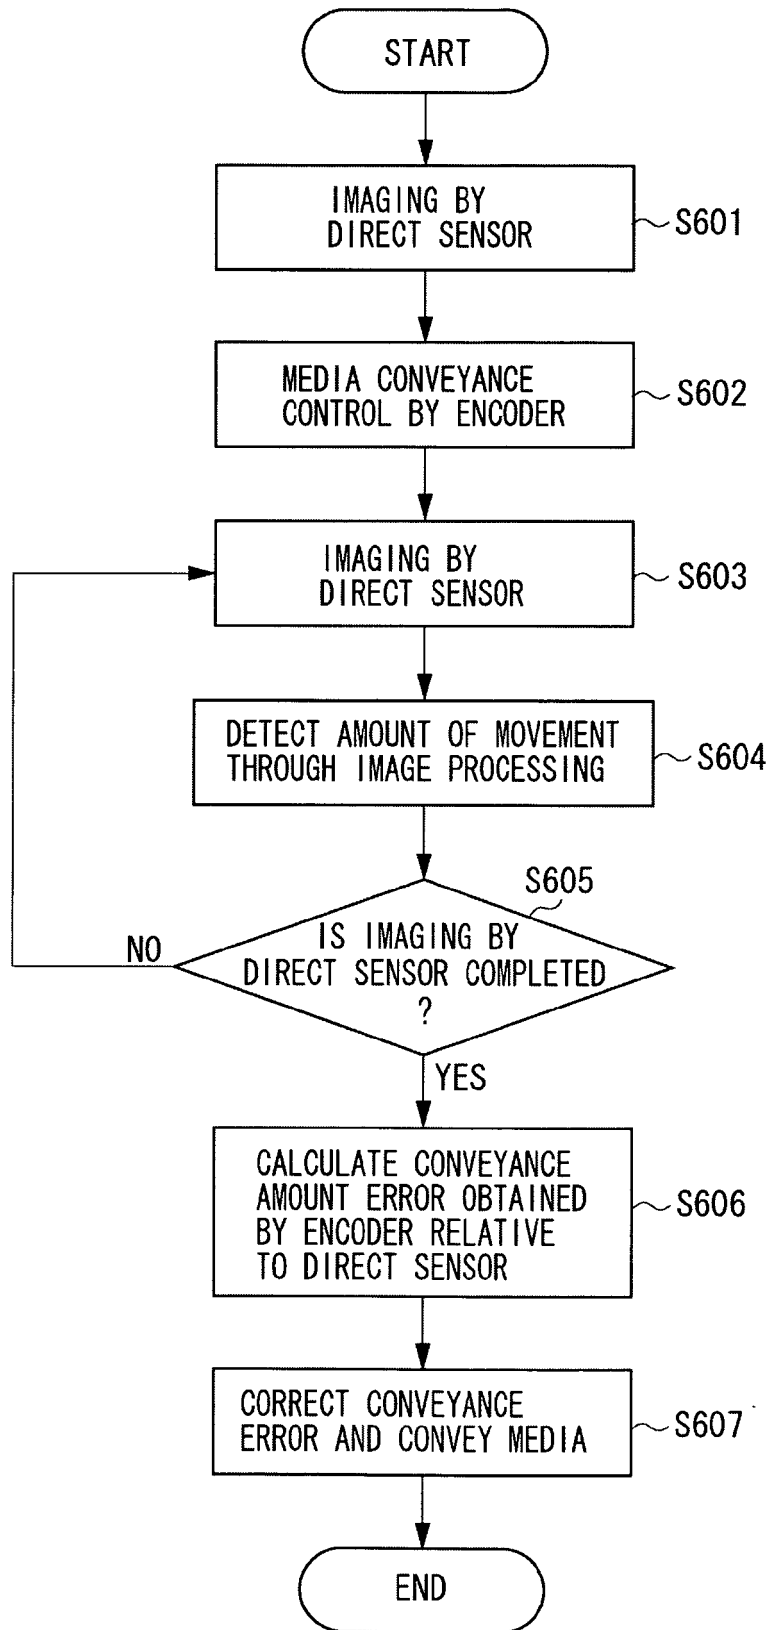 START
IMAGING BY
DIRECT SENSOR
S601
MEDIA CONVEYANCE
CONTROL BY ENCODER
S602
IMAGING BY
DIRECT SENSOR
S603
DETECT AMOUNT OF MOVEMENT
THROUGH IMAGE PROCESSING
S604
S605
IS IMAGING BY
DIRECT SENSOR COMPLETED
?
NO
YES
CALCULATE CONVEYANCE
AMOUNT ERROR OBTAINED
BY ENCODER RELATIVE
TO DIRECT SENSOR
S606
CORRECT CONVEYANCE
ERROR AND CONVEY MEDIA
S607
END